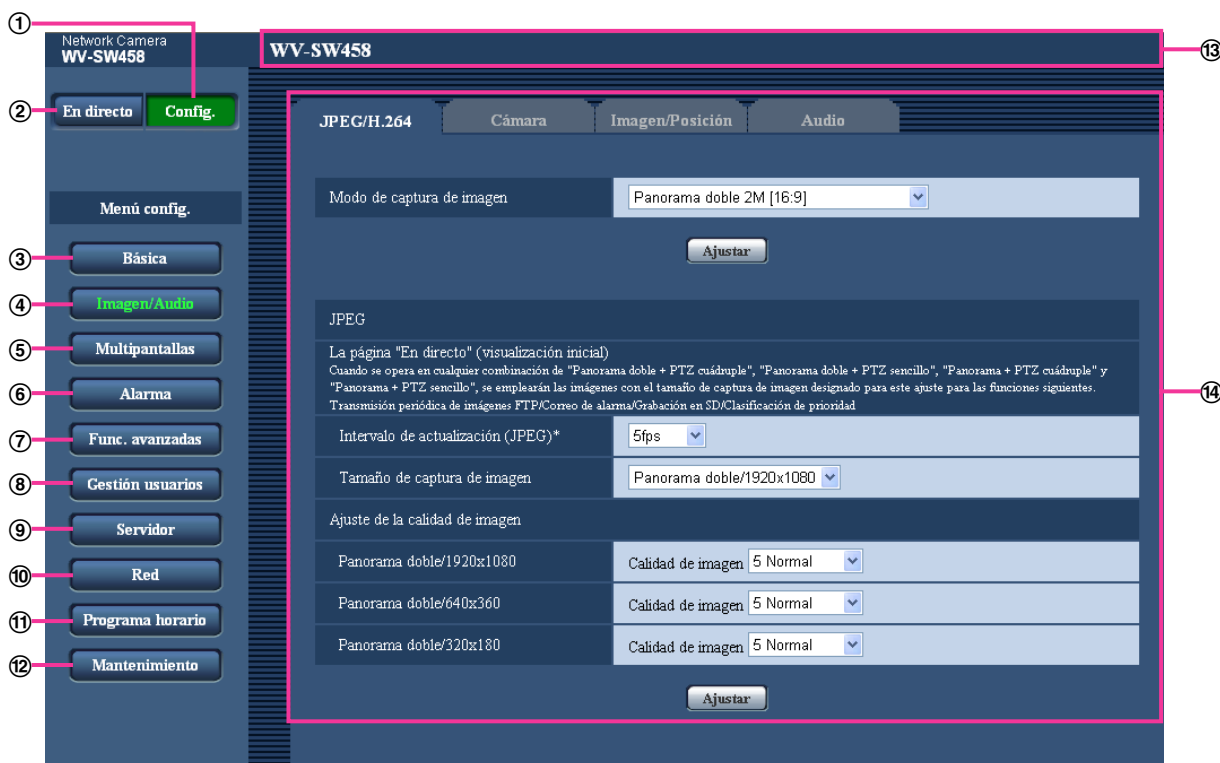 ①
Network Camera
WV-SW458
WV-SW458
⑬
② En directo Config.
JPEG/H.264 Cámara Imagen/Posición Audio
Menú config.
Modo de captura de imagen Panorama doble 2M [16:9]
Ajustar
③ Básica
④ Imagen/Audio
⑤ Multipantallas
⑥ Alarma
⑦ Func. avanzadas
⑧ Gestión usuarios
⑨ Servidor
⑩ Red
⑪ Programa horario
⑫ Mantenimiento
JPEG
La página "En directo" (visualización inicial)
Cuando se opera en cualquier combinación de "Panorama doble + PTZ cuádruple", "Panorama doble + PTZ sencillo", "Panorama + PTZ cuádruple" y
"Panorama + PTZ sencillo", se emplearán las imágenes con el tamaño de captura de imagen designado para este ajuste para las funciones siguientes.
Transmisión periódica de imágenes FTP/Correo de alarma/Grabación en SD/Clasificación de prioridad
⑭
Intervalo de actualización (JPEG)* 5fps
Tamaño de captura de imagen Panorama doble/1920x1080
Ajuste de la calidad de imagen
Panorama doble/1920x1080 Calidad de imagen 5 Normal
Panorama doble/640x360 Calidad de imagen 5 Normal
Panorama doble/320x180 Calidad de imagen 5 Normal
Ajustar